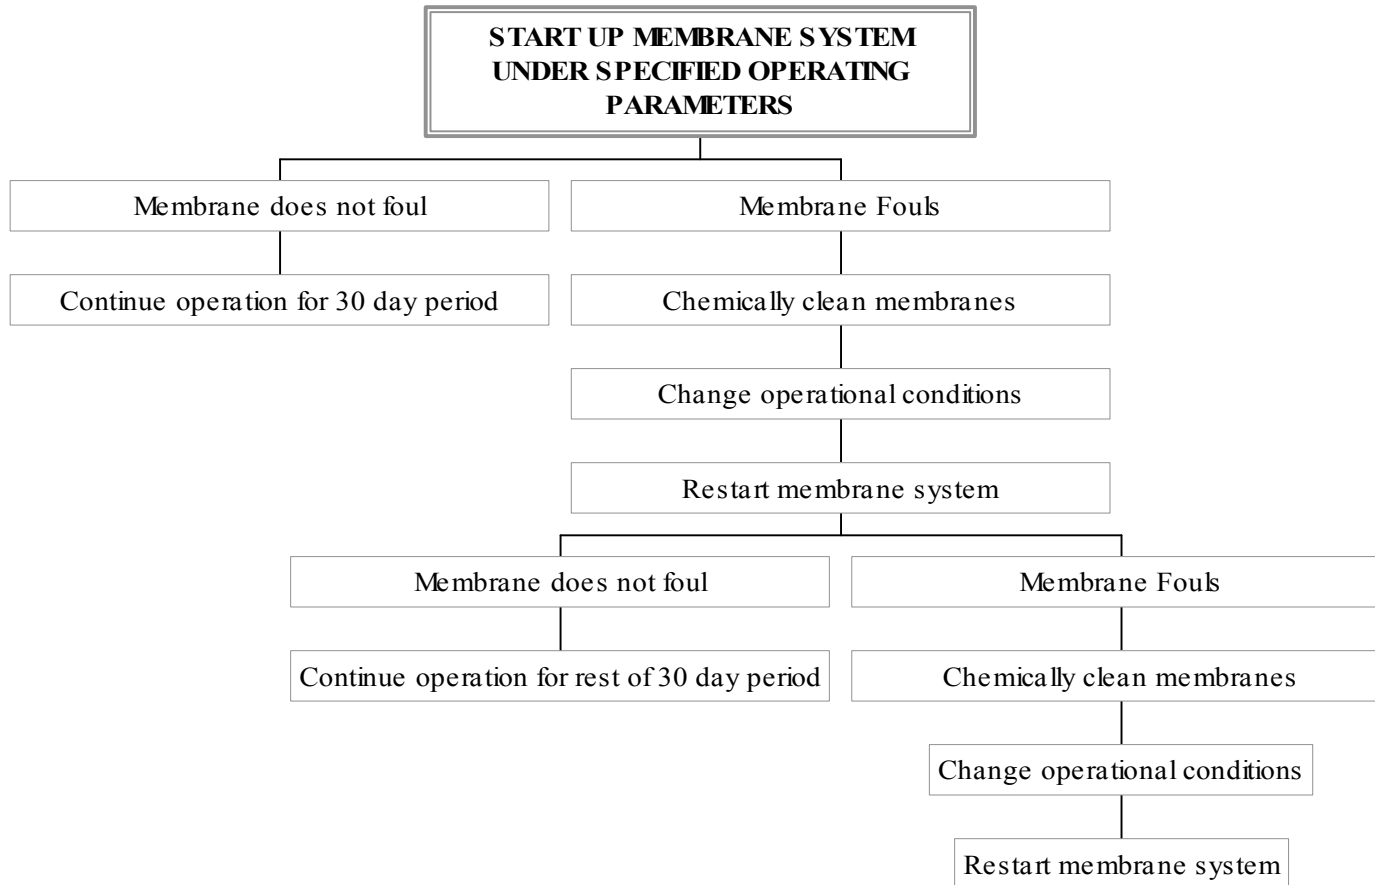 START UP MEMBRANE SYSTEM
UNDER SPECIFIED OPERATING
PARAMETERS
Membrane does not foul
Membrane Fouls
Continue operation for 30 day period
Chemically clean membranes
Change operational conditions
Restart membrane system
Membrane does not foul
Membrane Fouls
Continue operation for rest of 30 day period
Chemically clean membranes
Change operational conditions
Restart membrane system